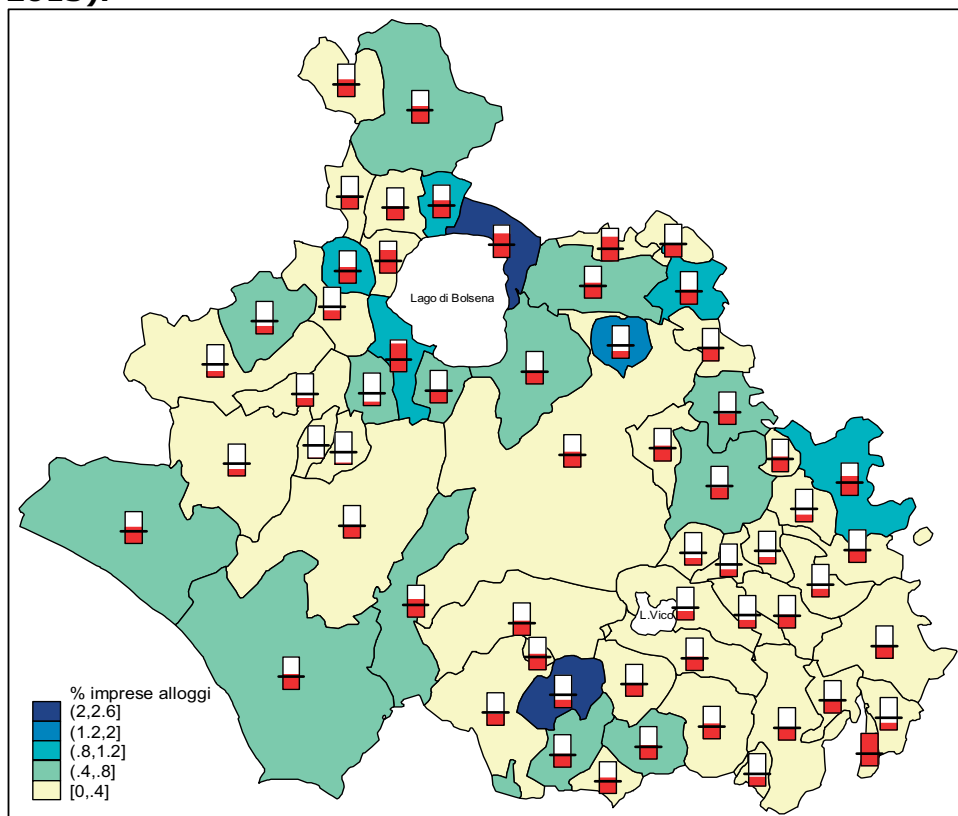 2013).
Lago di Bolsena
L.Vico
% imprese alloggi
(2,2.6]
(1.2,2]
(.8,1.2]
(.4,.8]
[0,.4]